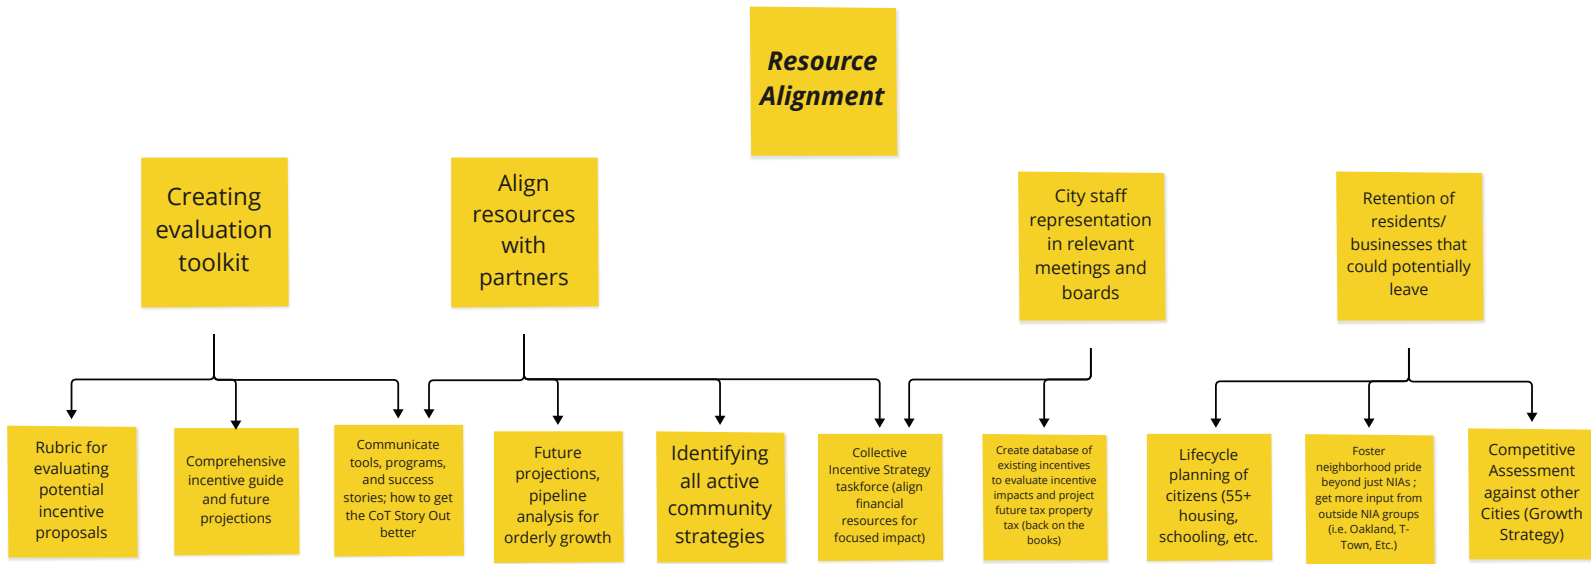 Resource
Alignment
Creating
evaluation
toolkit
Align
resources
with
partners
City staff
representation
in relevant
meetings and
boards
Retention of
residents/
businesses that
could potentially
leave
Rubric for
evaluating
potential
incentive
proposals
Comprehensive
incentive guide
and future
projections
Communicate
tools, programs,
and success
stories; how to get
the CoT Story Out
better
Future
projections,
pipeline
analysis for
orderly growth
Identifying
all active
community
strategies
Collective
Incentive Strategy
taskforce (align
financial
resources for
focused impact)
Create database of
existing incentives
to evaluate incentive
impacts and project
future tax property
tax (back on the
books)
Lifecycle
planning of
citizens (55+
housing,
schooling, etc.
Foster
neighborhood pride
beyond just NIAs ;
get more input from
outside NIA groups
(i.e. Oakland, T-
Town, Etc.)
Competitive
Assessment
against other
Cities (Growth
Strategy)